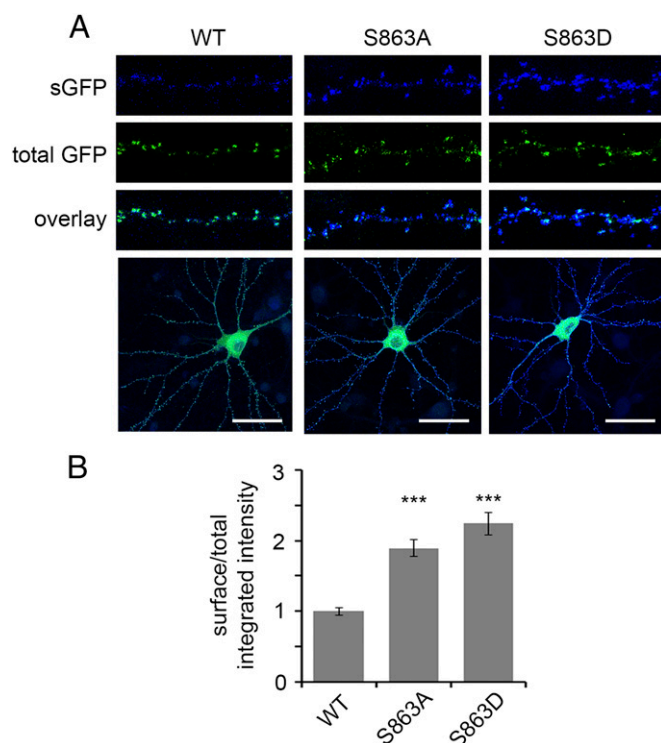 A
WT
S863A
S863D
sGFP
total GFP
overlay
B
surface/total
integrated intensity
3
2
1
0
***
***
WT
S863A
S863D